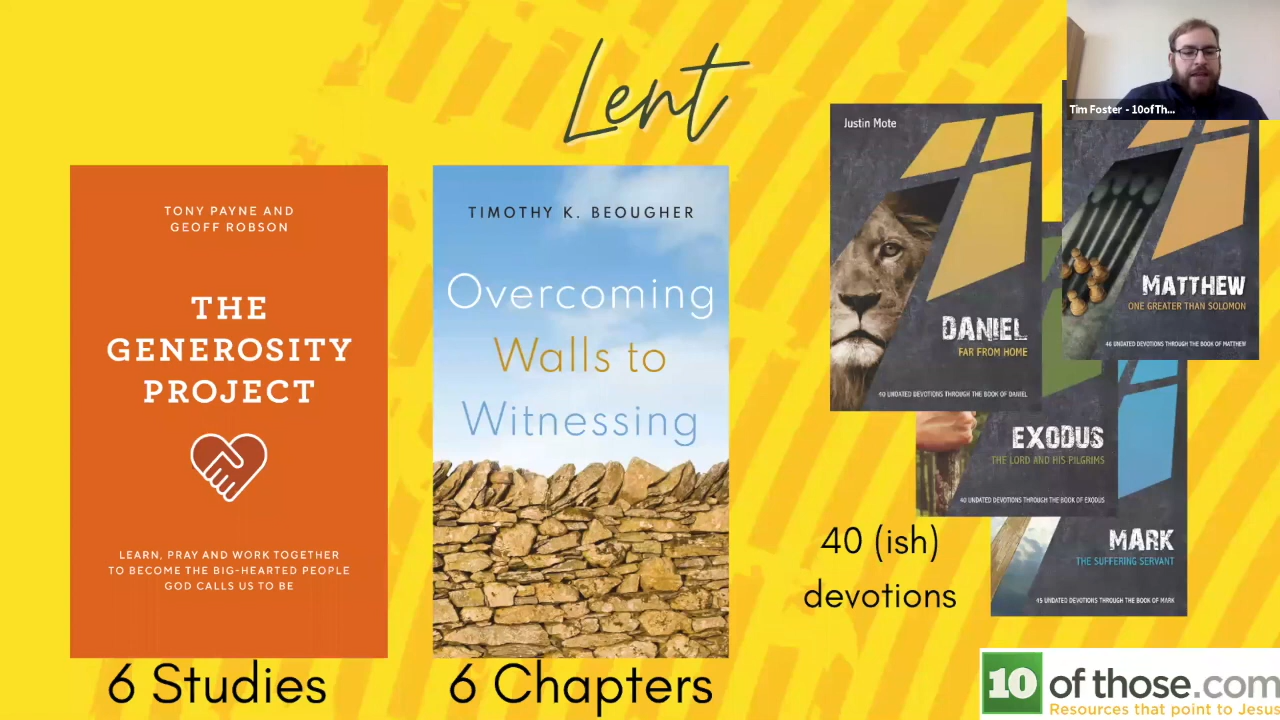 Lent
TONY PAYNE AND
GEOFF ROBSON
THE
GENEROSITY
PROJECT
LEARN, PRAY AND WORK TOGETHER
TO BECOME THE BIG-HEARTED PEOPLE
GOD CALLS US TO BE
6 Studies
TIMOTHY K. BEOUGHER
Overcoming
Walls to
Witnessing
6 Chapters
Justin Mote
DANIEL
FAR FROM HOME
40 UNDATED DEVOTIONS THROUGH THE BOOK OF DANIEL
Tim Foster - 10ofTh...
MATTHEW
ONE GREATER THAN SOLOMON
46 UNDATED DEVOTIONS THROUGH THE BOOK OF MATTHEW
EXODUS
THE LORD AND HIS PILGRIMS
40 UNDATED DEVOTIONS THROUGH THE BOOK OF EXODUS
MARK
THE SUFFERING SERVANT
45 UNDATED DEVOTIONS THROUGH THE BOOK OF MARK
40 (ish)
devotions
10 of those.com
Resources that point to Jesus